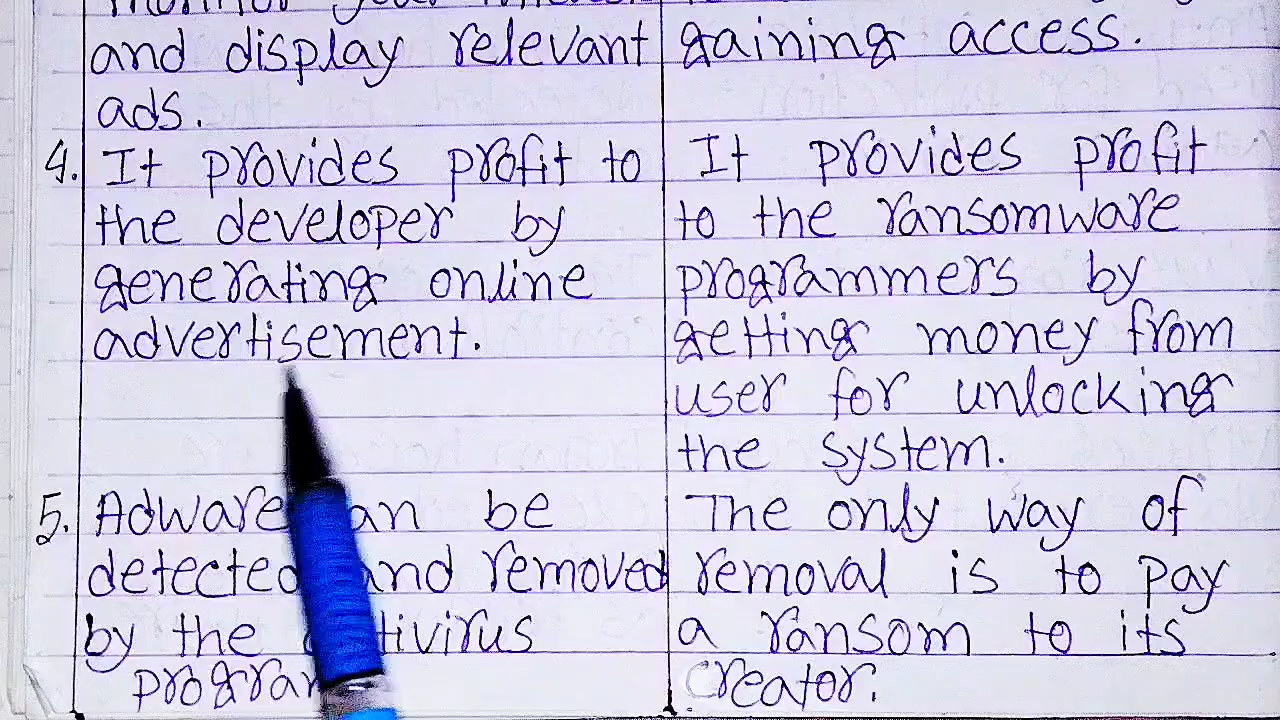 and display relevant
ads.
4. It provides profit to
the developer by
generating online
advertisement.
5. Adware can be
detected and removed
by the antivirus
program
gaining access.
It provides profit
to the ransomware
programmers by
getting money from
user for unlocking
the system.
The only way of
removal is to pay
a ransom to its
creator.